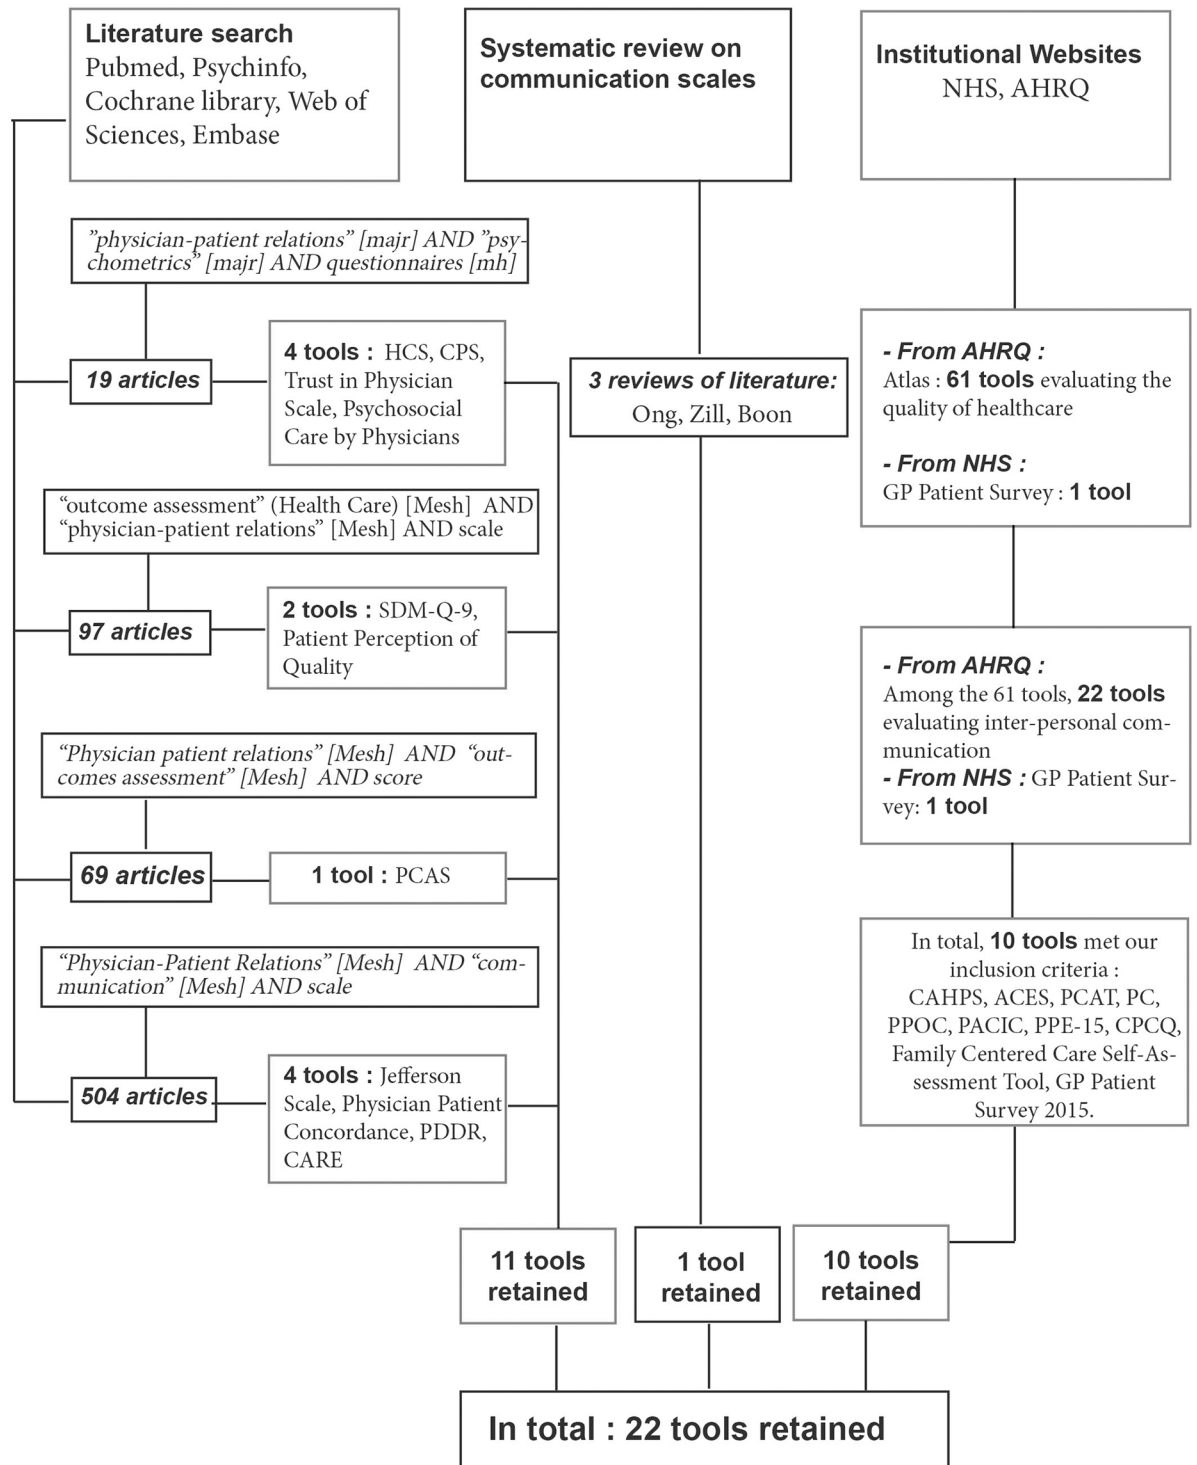 Literature search
Pubmed, Psychinfo,
Cochrane library, Web of
Sciences, Embase
Systematic review on
communication scales
Institutional Websites
NHS, AHRQ
"physician-patient relations" [majr] AND "psy-
chometrics" [majr] AND questionnaires [mh]
19 articles
4 tools : HCS, CPS,
Trust in Physician
Scale, Psychosocial
Care by Physicians
"outcome assessment" (Health Care) [Mesh] AND
"physician-patient relations" [Mesh] AND scale
97 articles
2 tools : SDM-Q-9,
Patient Perception of
Quality
"Physician patient relations" [Mesh] AND "out-
comes assessment" [Mesh] AND score
69 articles
1 tool : PCAS
"Physician-Patient Relations" [Mesh] AND "com-
munication" [Mesh] AND scale
504 articles
4 tools : Jefferson
Scale, Physician Patient
Concordance, PDDR,
CARE
3 reviews of literature:
Ong, Zill, Boon
- From AHRQ :
Atlas : 61 tools evaluating the
quality of healthcare
- From NHS :
GP Patient Survey : 1 tool
- From AHRQ :
Among the 61 tools, 22 tools
evaluating inter-personal com-
munication
- From NHS : GP Patient Sur-
vey: 1 tool
In total, 10 tools met our
inclusion criteria :
CAHPS, ACES, PCAT, PC,
PPOC, PACIC, PPE-15, CPCQ,
Family Centered Care Self-As-
sessment Tool, GP Patient
Survey 2015.
11 tools
retained
1 tool
retained
10 tools
retained
In total : 22 tools retained